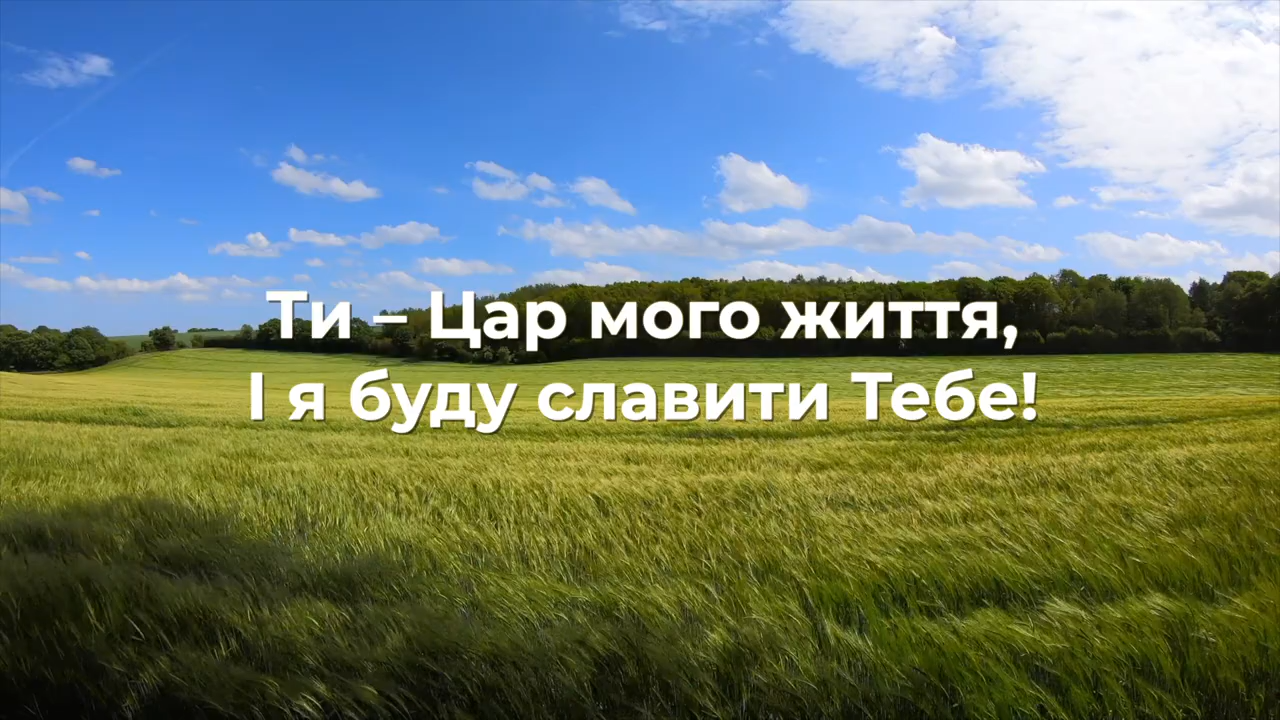 Ти – Цар мого життя,
І я буду славити Тебе!